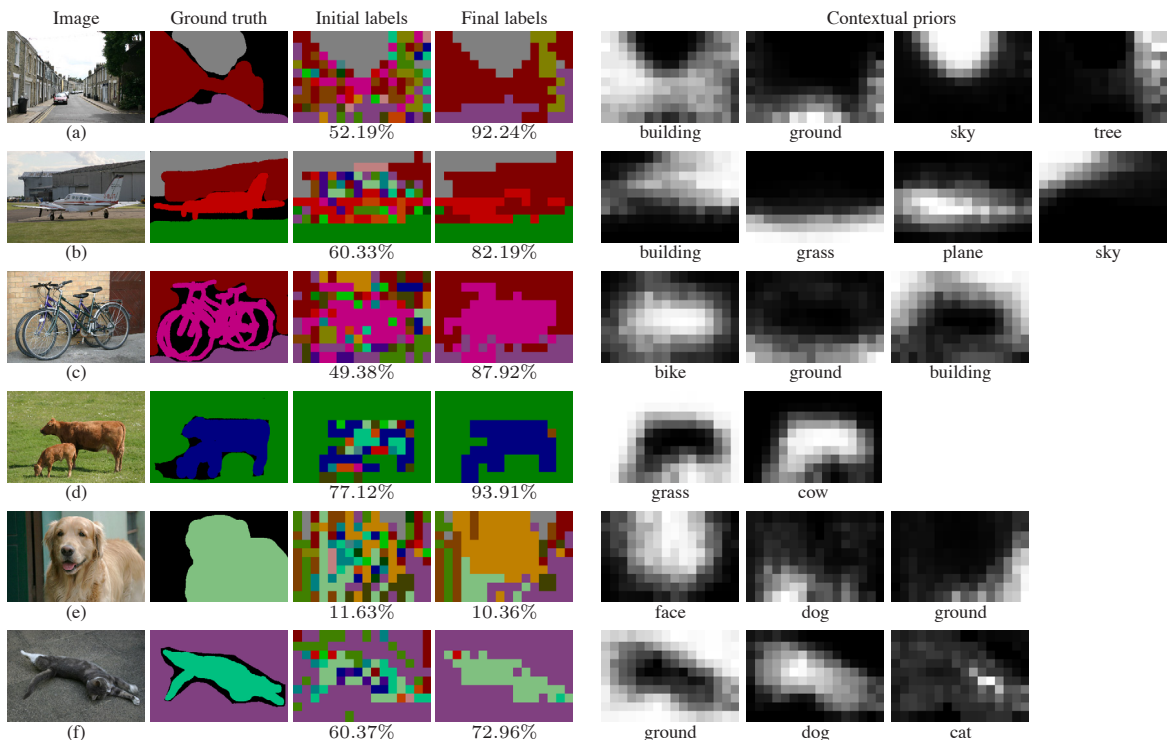 Image Ground truth Initial labels Final labels Contextual priors
(a) 52.19% 92.24% building ground sky tree
(b) 60.33% 82.19% building grass plane sky
(c) 49.38% 87.92% bike ground building
(d) 77.12% 93.91% grass cow
(e) 11.63% 10.36% face dog ground
(f) 60.37% 72.96% ground dog cat